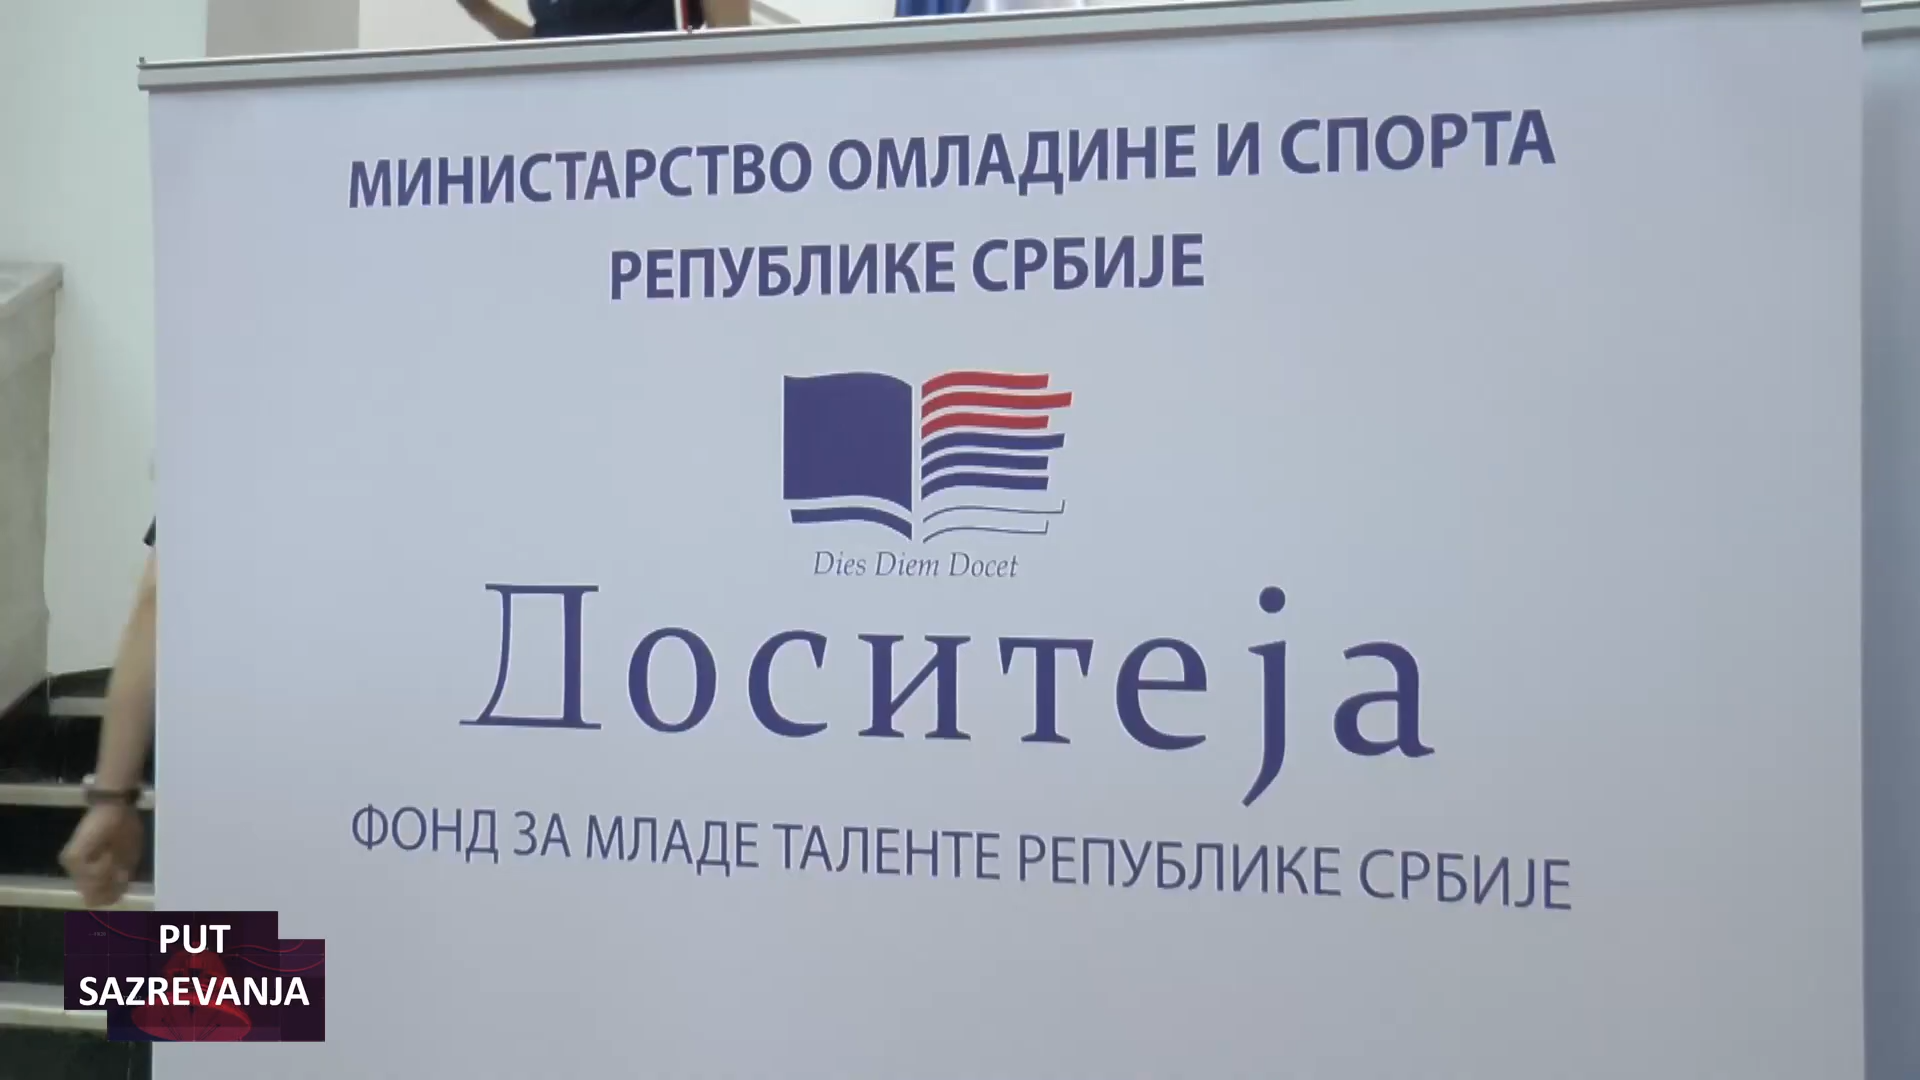 МИНИСТАРСТВО ОМЛАДИНЕ И СПОРТА
РЕПУБЛИКЕ СРБИЈЕ
Dies Diem Docet
Доситеја
ФОНД ЗА МЛАДЕ ТАЛЕНТЕ РЕПУБЛИКЕ СРБИЈЕ
PUT
SAZREVANJA